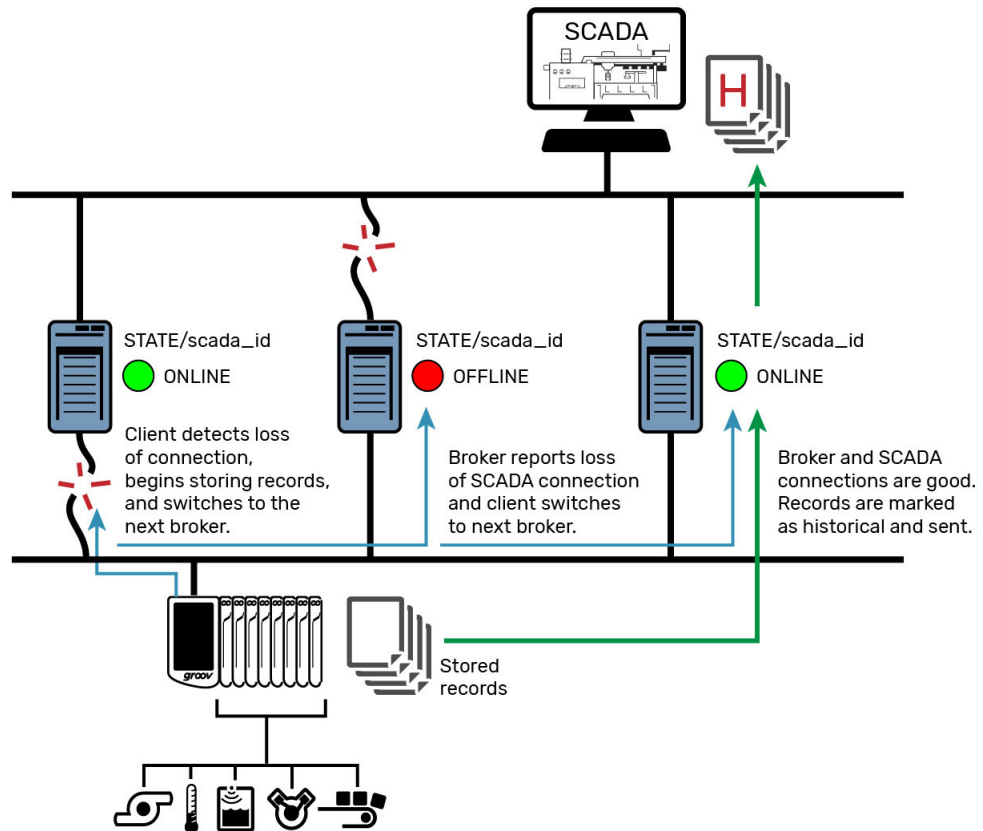 SCADA
H
STATE/scada_id
ONLINE
Client detects loss
of connection,
begins storing records,
and switches to the
next broker.
STATE/scada_id
OFFLINE
Broker reports loss
of SCADA connection
and client switches
to next broker.
STATE/scada_id
ONLINE
Broker and SCADA
connections are good.
Records are marked
as historical and sent.
groov
Stored
records